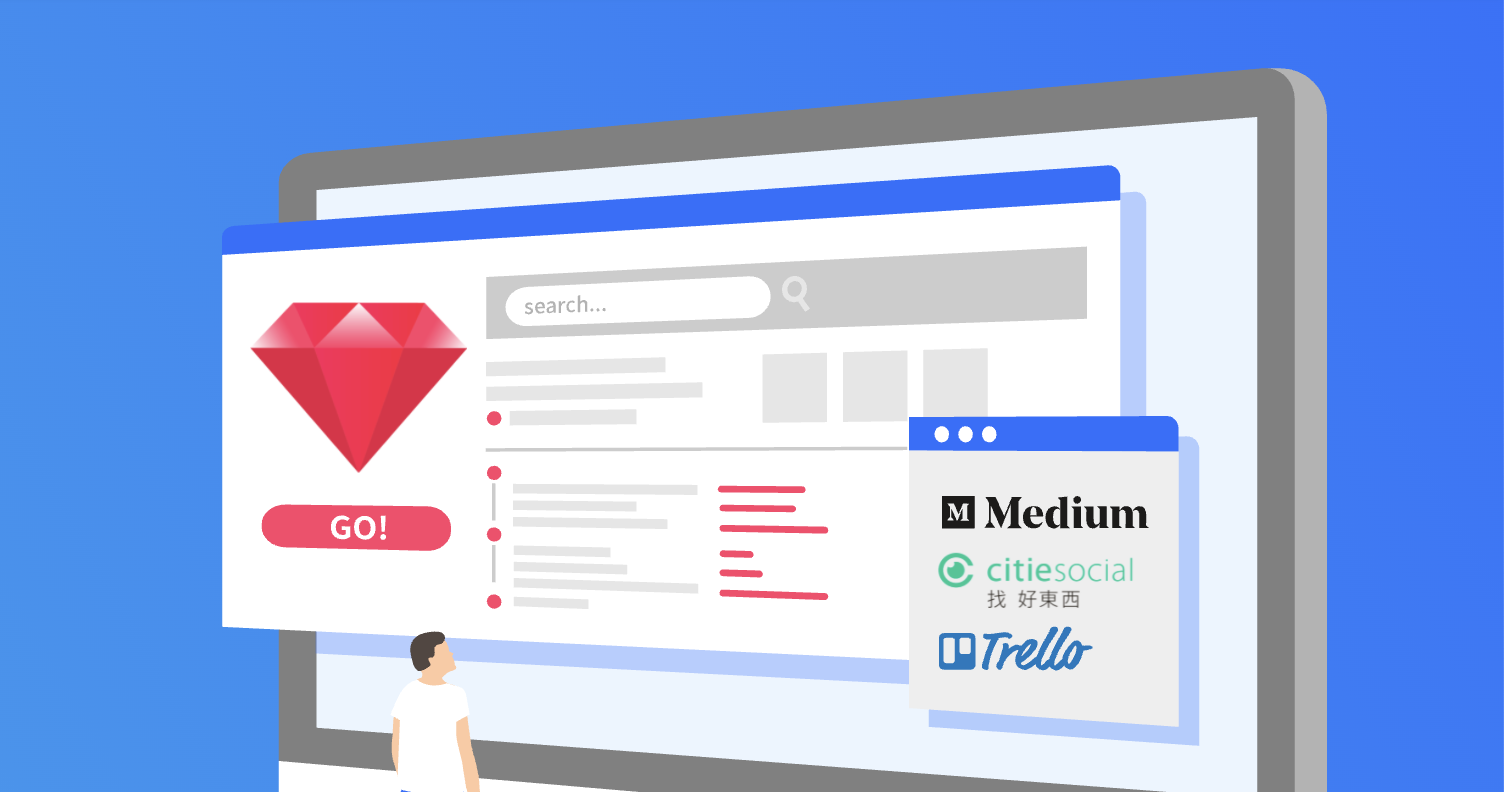 search...
GO!
M Medium
citiesocial
找 好東西
Trello